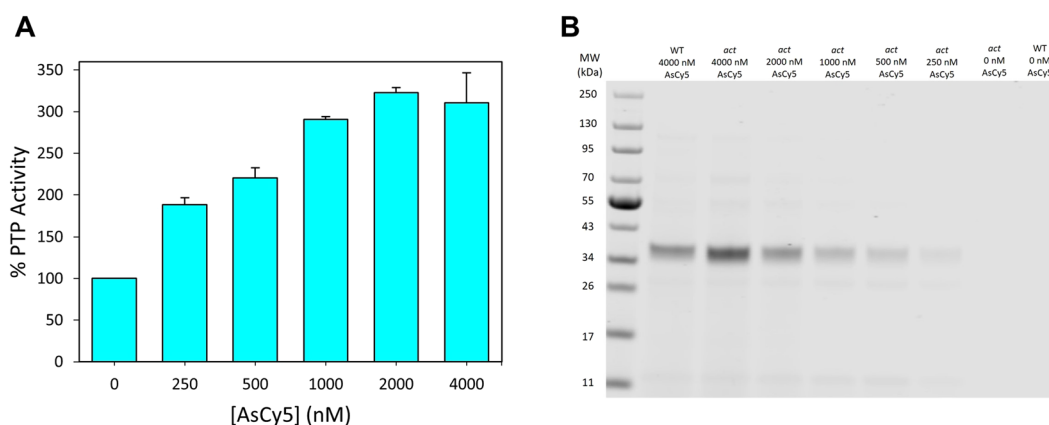 A
% PTP Activity
350
300
250
200
150
100
50
0
0 250 500 1000 2000 4000
[AsCy5] (nM)
B
MW
(kDa)
WT
4000 nM
AsCy5
act
4000 nM
AsCy5
act
2000 nM
AsCy5
act
1000 nM
AsCy5
act
500 nM
AsCy5
act
250 nM
AsCy5
act
0 nM
AsCy5
WT
0 nM
AsCy5
250
130
95
70
55
43
34
26
17
11